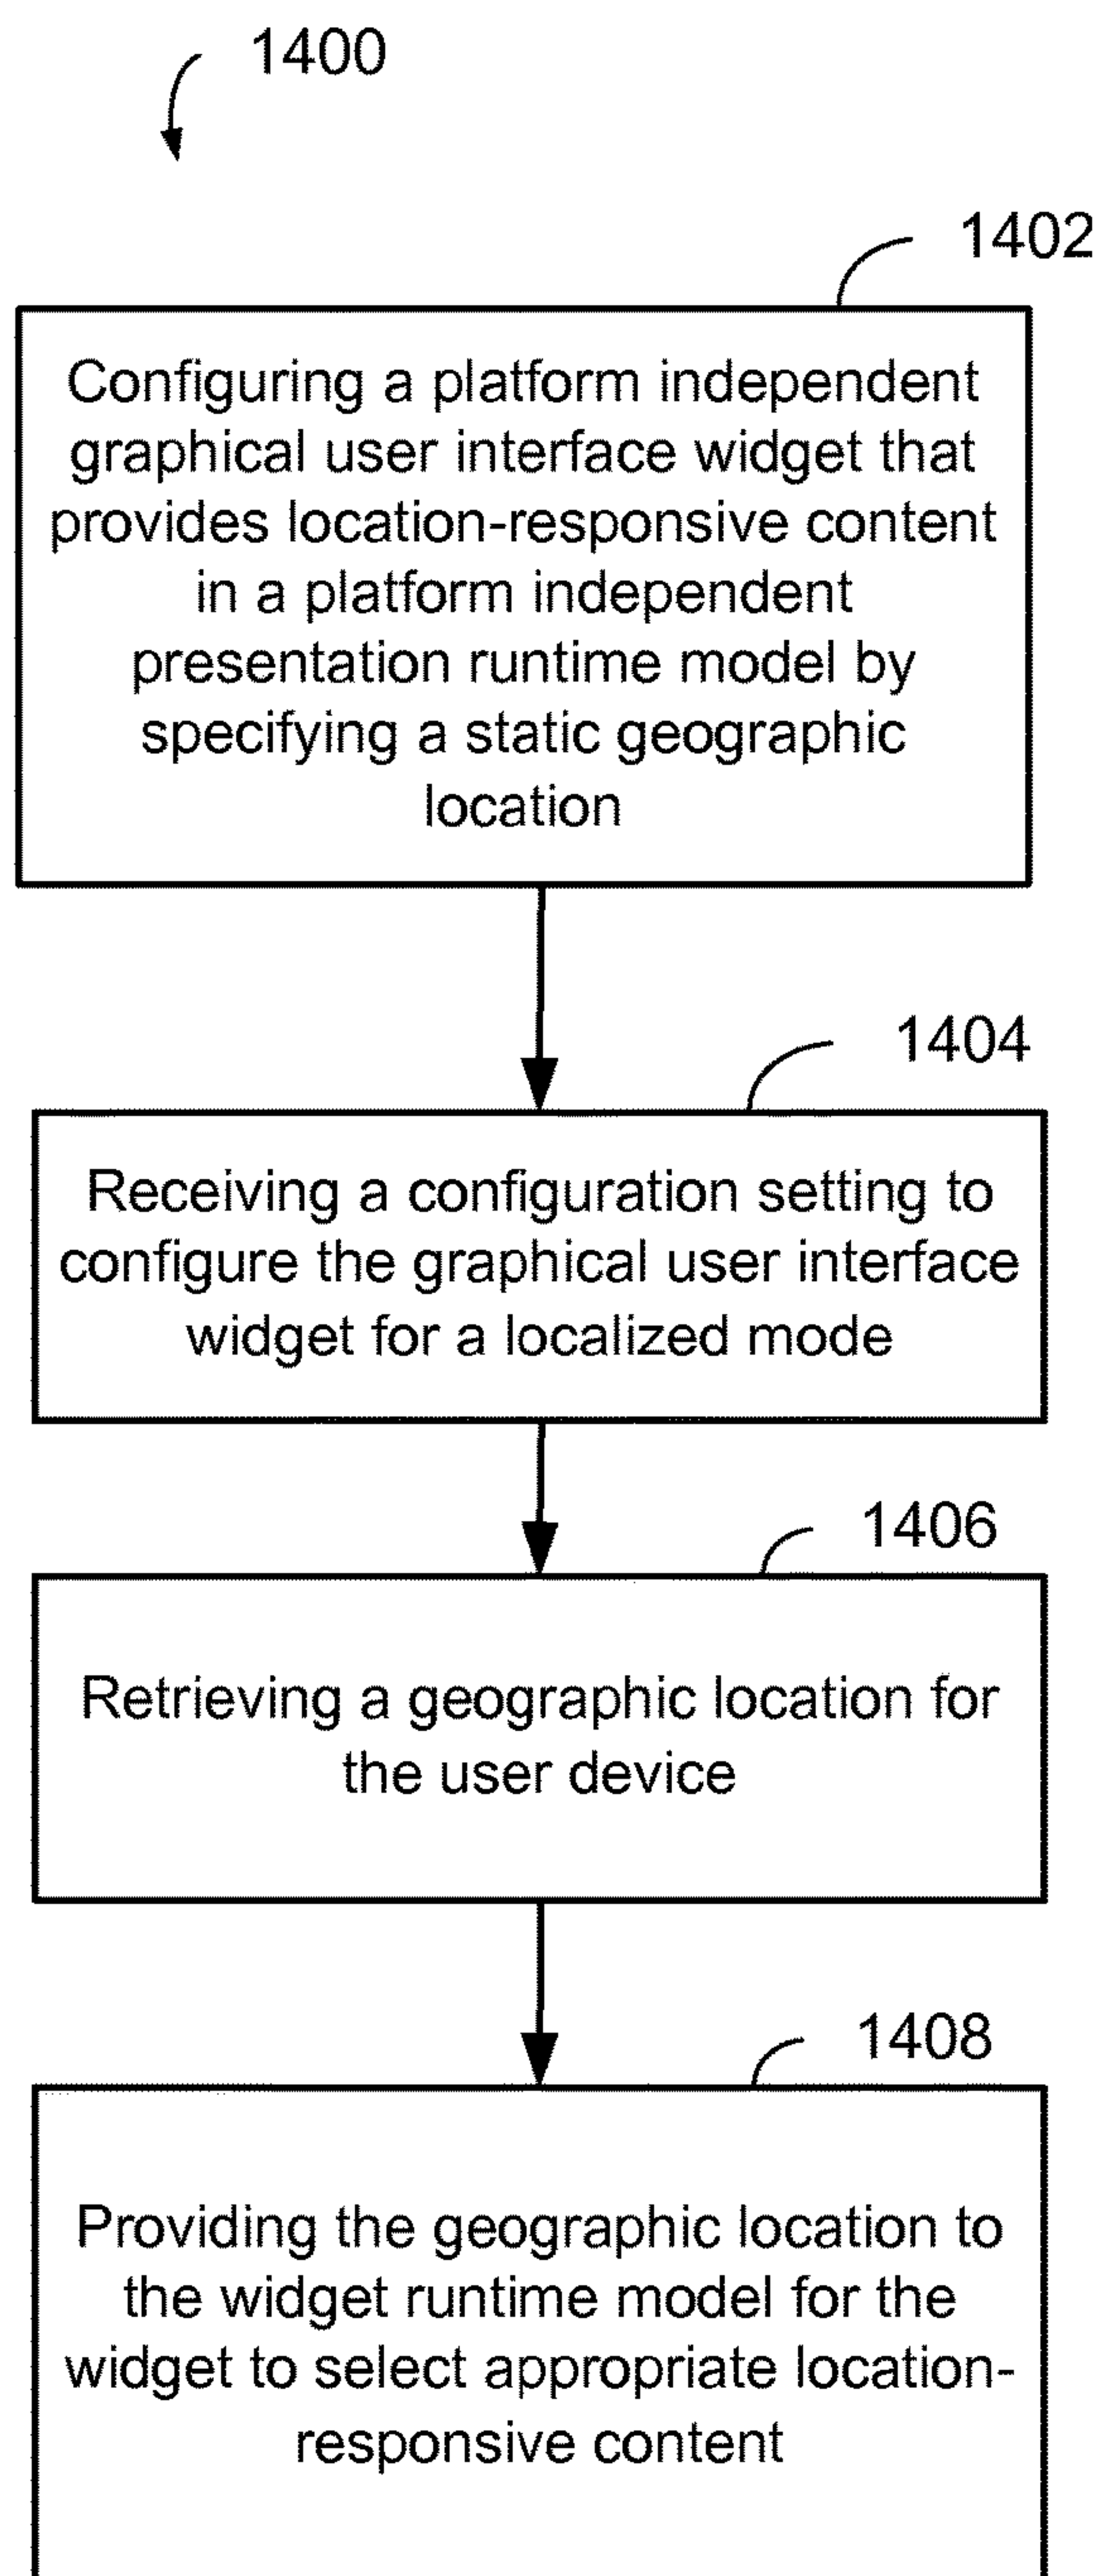 1400
1402
Configuring a platform independent
graphical user interface widget that
provides location-responsive content
in a platform independent
presentation runtime model by
specifying a static geographic
location
1404
Receiving a configuration setting to
configure the graphical user interface
widget for a localized mode
1406
Retrieving a geographic location for
the user device
1408
Providing the geographic location to
the widget runtime model for the
widget to select appropriate location-
responsive content